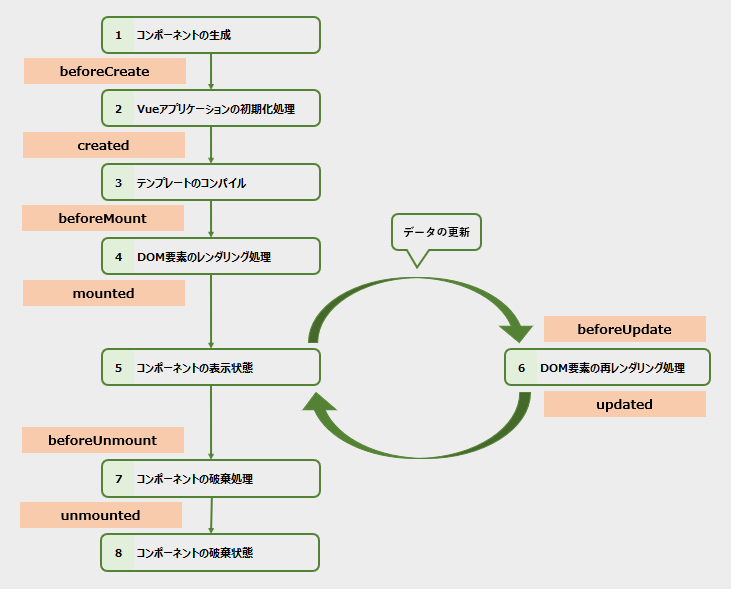 1 コンポーネントの生成
beforeCreate
2 Vueアプリケーションの初期化処理
created
3 テンプレートのコンパイル
beforeMount
4 DOM要素のレンダリング処理
mounted
データの更新
5 コンポーネントの表示状態
beforeUpdate
6 DOM要素の再レンダリング処理
updated
beforeUnmount
7 コンポーネントの破棄処理
unmounted
8 コンポーネントの破棄状態